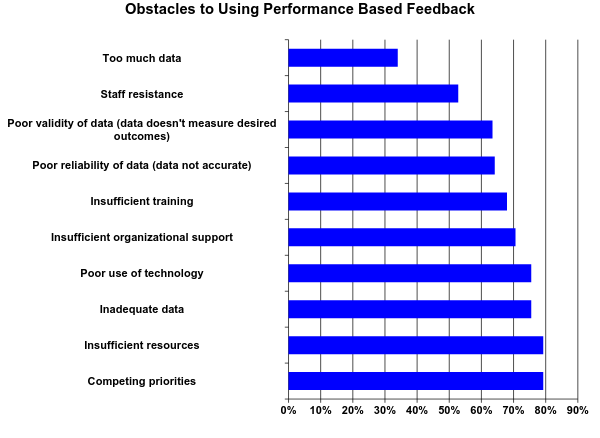 Obstacles to Using Performance Based Feedback
Too much data
Staff resistance
Poor validity of data (data doesn't measure desired
outcomes)
Poor reliability of data (data not accurate)
Insufficient training
Insufficient organizational support
Poor use of technology
Inadequate data
Insufficient resources
Competing priorities
0% 10% 20% 30% 40% 50% 60% 70% 80% 90%